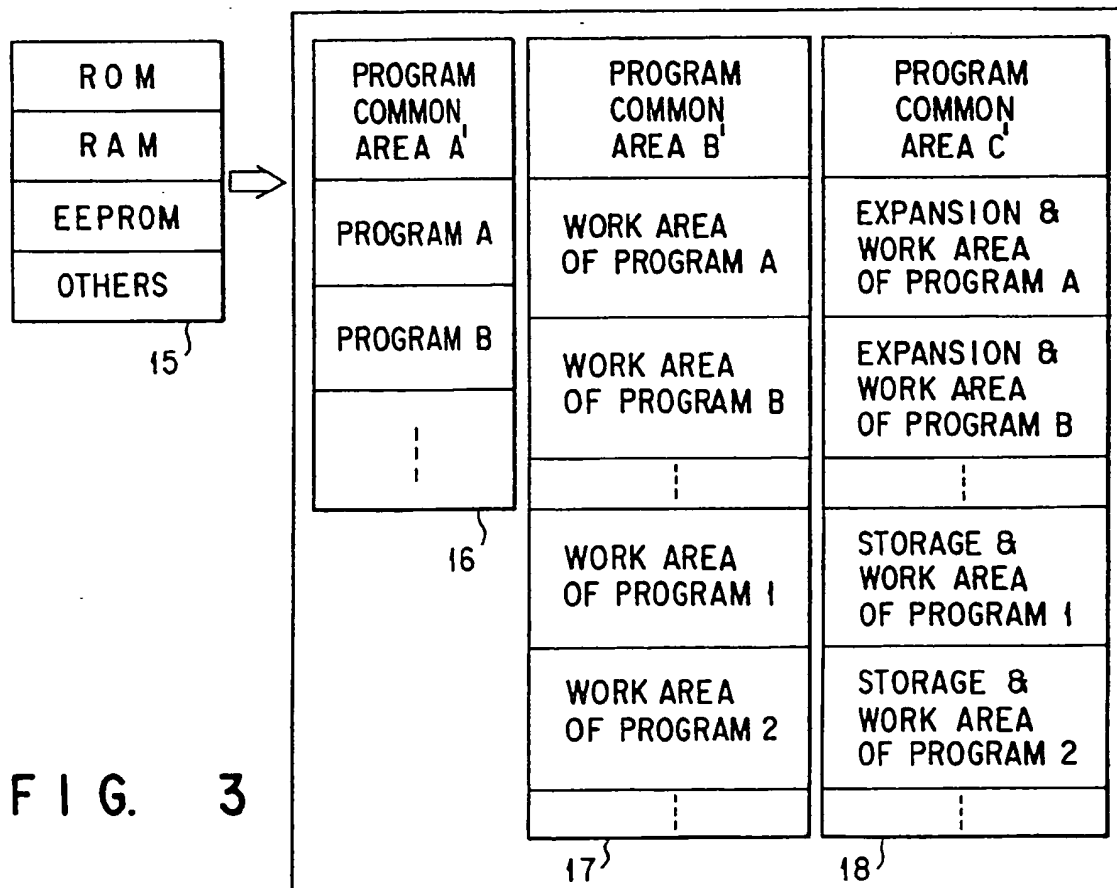 ROM
RAM
EEPROM
OTHERS
15
PROGRAM
COMMON
AREA A'
PROGRAM A
PROGRAM B
16
PROGRAM
COMMON
AREA B'
WORK AREA
OF PROGRAM A
WORK AREA
OF PROGRAM B
WORK AREA
OF PROGRAM 1
WORK AREA
OF PROGRAM 2
17
PROGRAM
COMMON
AREA C'
EXPANSION &
WORK AREA
OF PROGRAM A
EXPANSION &
WORK AREA
OF PROGRAM B
STORAGE &
WORK AREA
OF PROGRAM 1
STORAGE &
WORK AREA
OF PROGRAM 2
18
FIG. 3